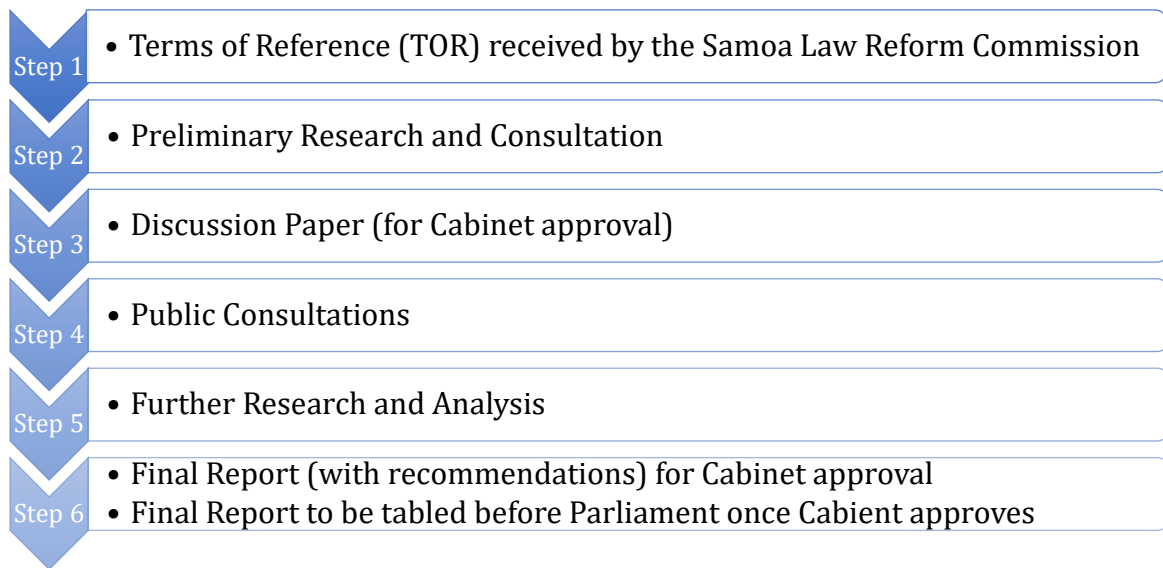 Step 1
• Terms of Reference (TOR) received by the Samoa Law Reform Commission
Step 2
• Preliminary Research and Consultation
Step 3
• Discussion Paper (for Cabinet approval)
Step 4
• Public Consultations
Step 5
• Further Research and Analysis
Step 6
• Final Report (with recommendations) for Cabinet approval
• Final Report to be tabled before Parliament once Cabient approves